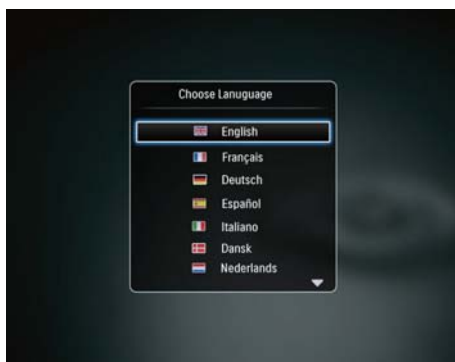 Choose Lanuguage
English
Français
Deutsch
Español
Italiano
Dansk
Nederlands